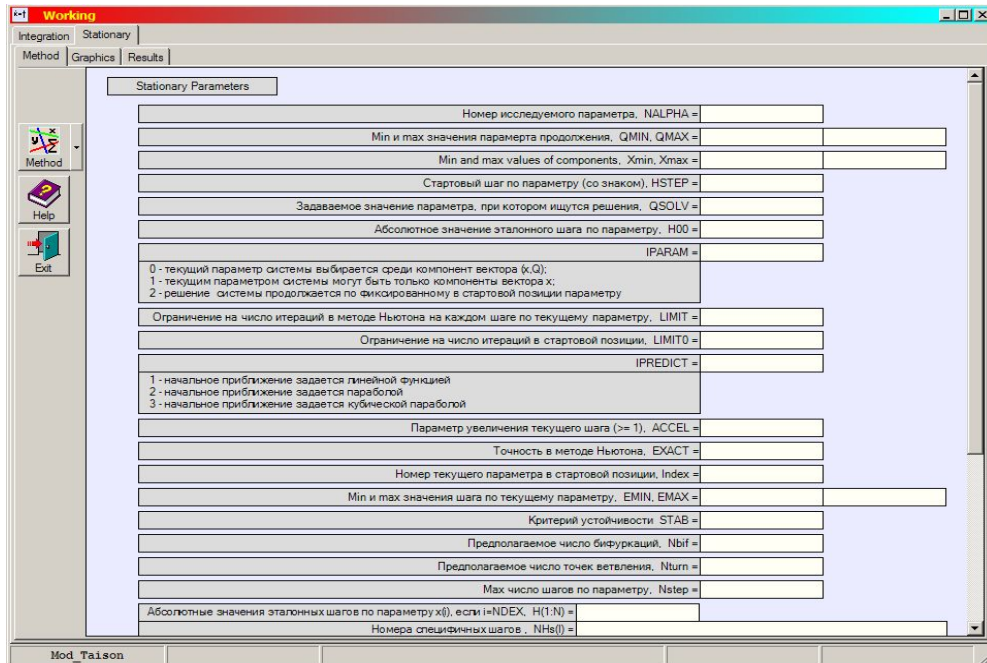 Working
Integration Stationary
Method Graphics Results
Stationary Parameters
Номер исследуемого параметра, NALPHA =
Min и max значения парамерта продолжения, QMIN, QMAX =
Min and max values of components, Xmin, Xmax =
Method
Стартовый шаг по параметру (со знаком), HSTEP =
Задаваемое значение параметра, при котором ищутся решения, QSOLV =
Help
Абсолютное значение эталонного шага по параметру, H00 =
IPARAM =
Exit
0 - текущий параметр системы выбирается среди компонент вектора (x,Q);
1 - текущим параметром системы могут быть только компоненты вектора x;
2 - решение системы продолжается по фиксированному в стартовой позиции параметру
Ограничение на число итераций в методе Ньютона на каждом шаге по текущему параметру, LIMIT =
Ограничение на число итераций в стартовой позиции, LIMIT0 =
IPREDICT =
1 - начальное приближение задается линейной функцией
2 - начальное приближение задается параболой
3 - начальное приближение задается кубической параболой
Параметр увеличения текущего шага (>= 1), ACCEL =
Точность в методе Ньютона, EXACT =
Номер текущего параметра в стартовой позиции, Index =
Min и max значения шага по текущему параметру, EMIN, EMAX =
Критерий устойчивости STAB =
Предполагаемое число бифуркаций, Nbif =
Предполагаемое число точек ветвления, Nturn =
Max число шагов по параметру, Nstep =
Абсолютные значения эталонных шагов по параметру x(i), если i=NDEX, H(1:N) =
Номера специфичных шагов , NHs(I) =
Mod_Taison